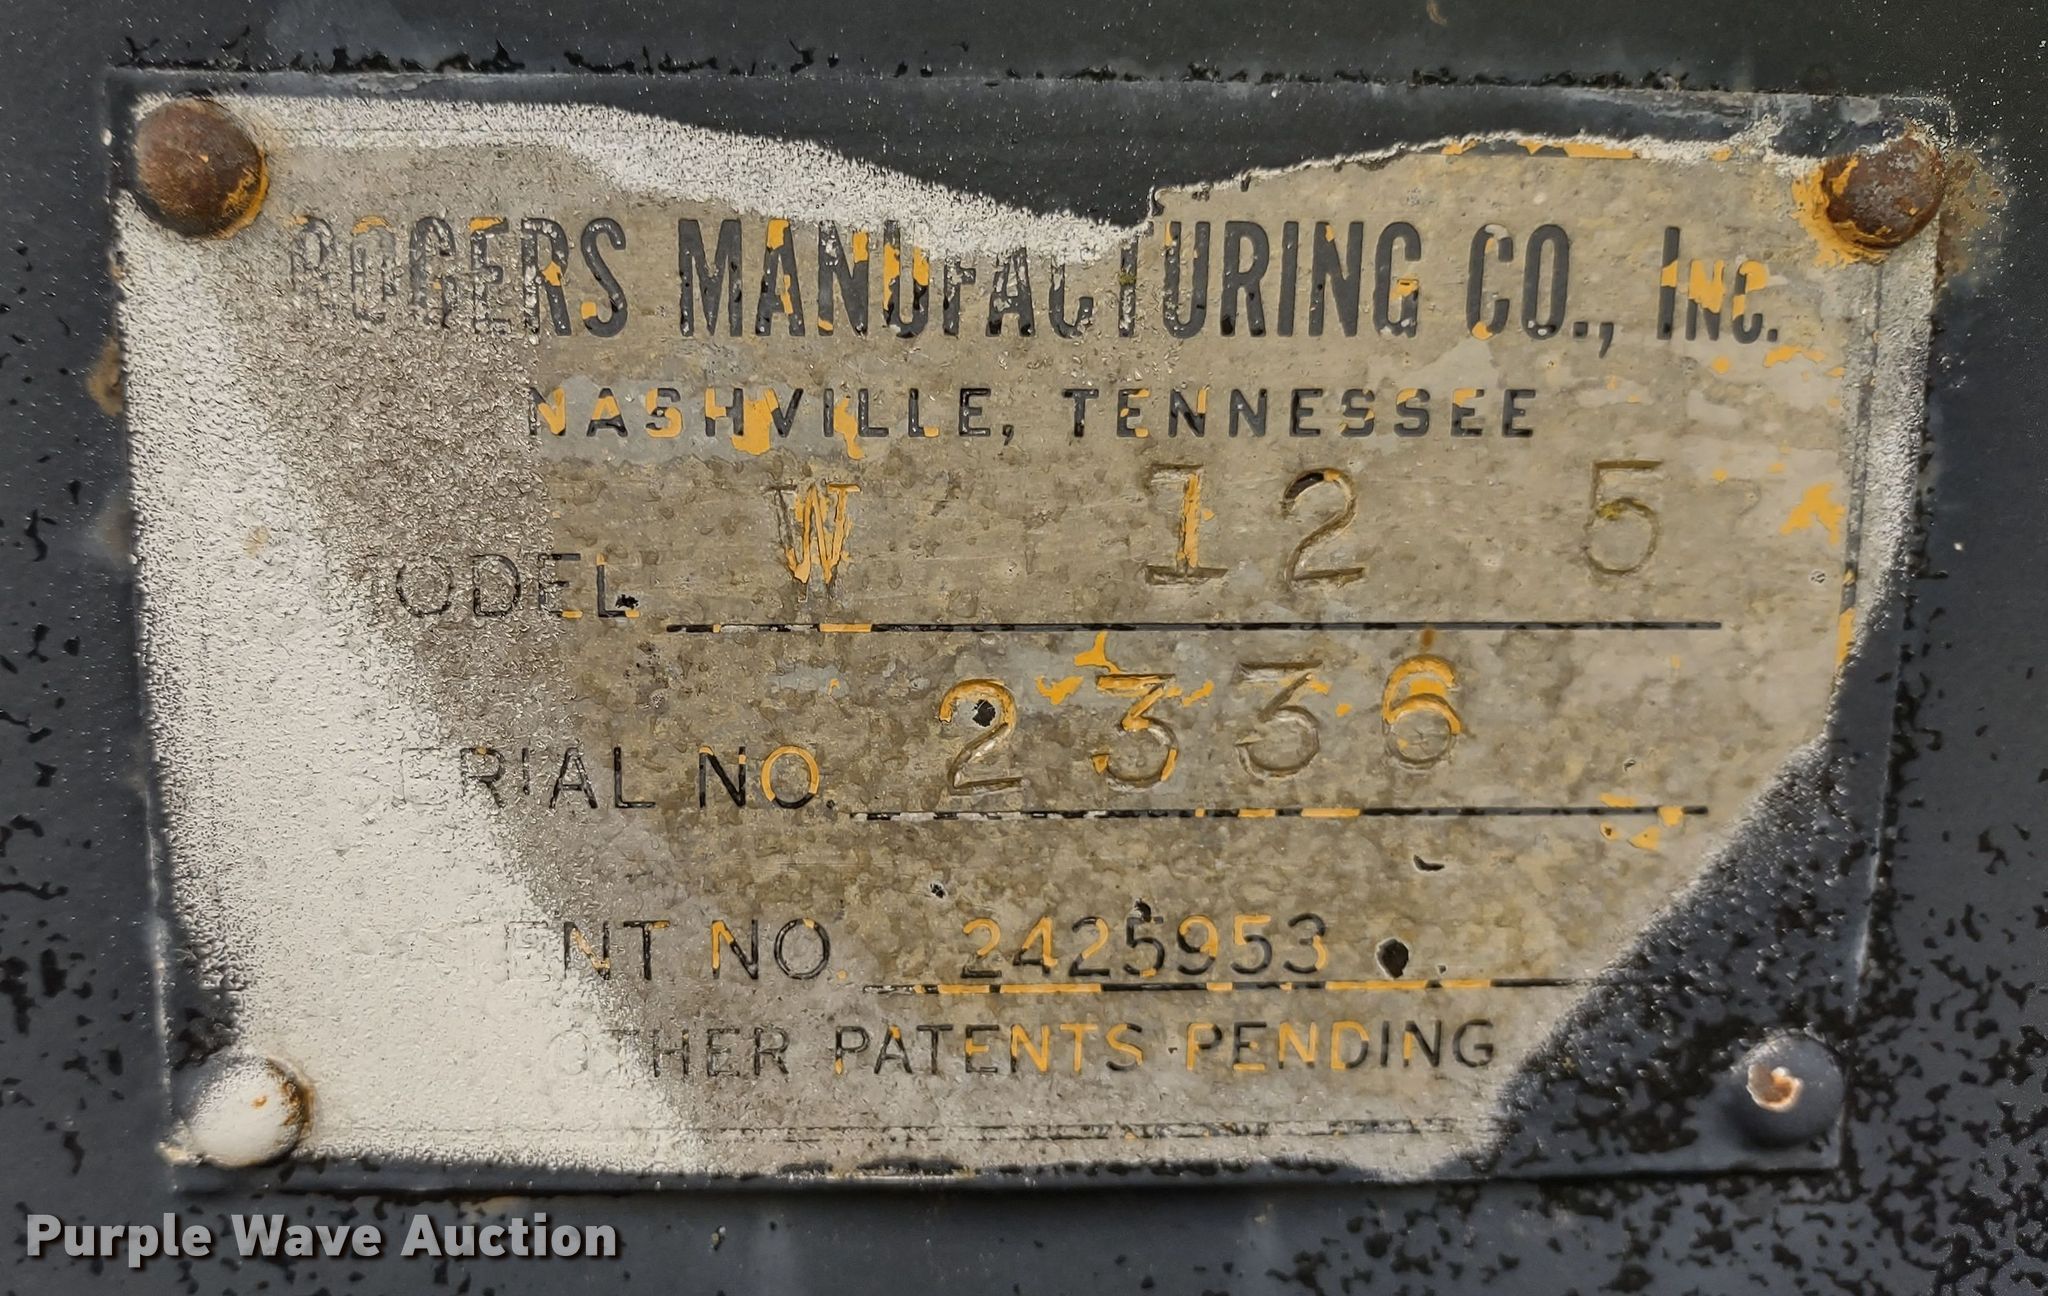 ROGERS MANUFACTURING CO., INC.
NASHVILLE, TENNESSEE
MODEL W 12 5
SERIAL NO. 2336
PATENT NO. 2425953
OTHER PATENTS PENDING
Purple Wave Auction